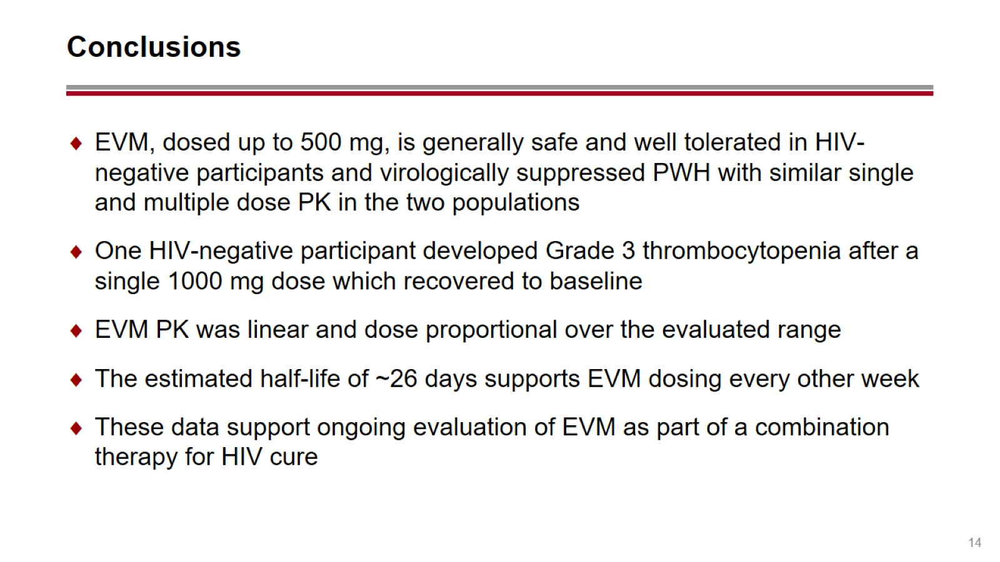 Conclusions
♦ EVM, dosed up to 500 mg, is generally safe and well tolerated in HIV-
negative participants and virologically suppressed PWH with similar single
and multiple dose PK in the two populations
♦ One HIV-negative participant developed Grade 3 thrombocytopenia after a
single 1000 mg dose which recovered to baseline
♦ EVM PK was linear and dose proportional over the evaluated range
♦ The estimated half-life of ~26 days supports EVM dosing every other week
♦ These data support ongoing evaluation of EVM as part of a combination
therapy for HIV cure
14